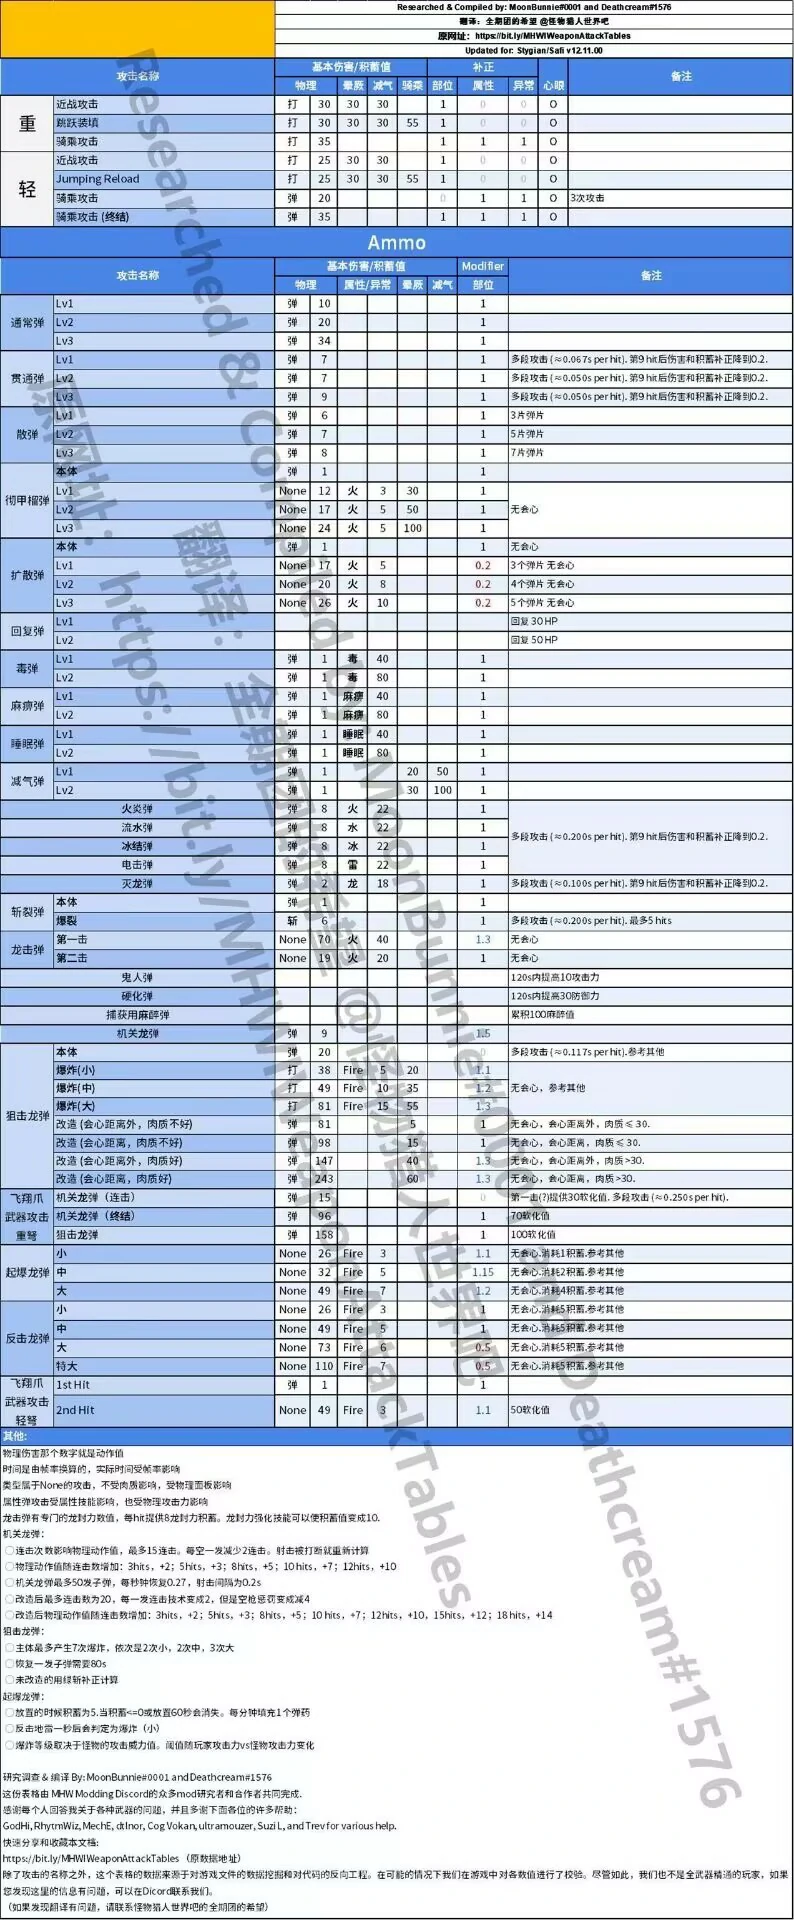 Researched & Compiled by: MoonBunnie#0001 and Deathcream#1576
翻译：全期团的希望 @怪物猎人世界吧
原网址：https://bit.ly/MHWIWeaponAttackTables
Updated for: Stygian/Safi v12.11.00
攻击名称 基本伤害/积蓄值 补正 备注
物理 晕厥 减气 骑乘 部位 属性 异常 心眼
重
近战攻击 打 30 30 30 1 0 0 O
跳跃装填 打 30 30 30 55 1 0 0 O
骑乘攻击 打 35 1 1 1 O
轻
近战攻击 打 25 30 30 1 0 0 O
Jumping Reload 打 25 30 30 55 1 0 0 O
骑乘攻击 弹 20 0 1 1 O 3次攻击
骑乘攻击 (终结) 弹 35 1 1 1 O
Ammo
攻击名称 基本伤害/积蓄值 Modifier 备注
物理 属性/异常 晕厥 减气 部位
通常弹
Lv1 弹 10 1
Lv2 弹 20 1
Lv3 弹 34 1
贯通弹
Lv1 弹 7 1 多段攻击 (≈0.067s per hit). 第9 hit后伤害和积蓄补正降到0.2.
Lv2 弹 7 1 多段攻击 (≈0.050s per hit). 第9 hit后伤害和积蓄补正降到0.2.
Lv3 弹 9 1 多段攻击 (≈0.050s per hit). 第9 hit后伤害和积蓄补正降到0.2.
散弹
Lv1 弹 6 1 3片弹片
Lv2 弹 7 1 5片弹片
Lv3 弹 8 1 7片弹片
彻甲榴弹
本体 弹 1 1
Lv1 None 12 火 3 30 1
Lv2 None 17 火 5 50 1 无会心
Lv3 None 24 火 5 100 1
扩散弹
本体 弹 1 1 无会心
Lv1 None 17 火 5 0.2 3个弹片 无会心
Lv2 None 20 火 8 0.2 4个弹片 无会心
Lv3 None 26 火 10 0.2 5个弹片 无会心
回复弹
Lv1 回复 30 HP
Lv2 回复 50 HP
毒弹
Lv1 弹 1 毒 40 1
Lv2 弹 1 毒 80 1
麻痹弹
Lv1 弹 1 麻痹 40 1
Lv2 弹 1 麻痹 80 1
睡眠弹
Lv1 弹 1 睡眠 40 1
Lv2 弹 1 睡眠 80 1
减气弹
Lv1 弹 1 20 50 1
Lv2 弹 1 30 100 1
火炎弹 弹 8 火 22 1
流水弹 弹 8 水 22 1
多段攻击 (≈0.200s per hit). 第9 hit后伤害和积蓄补正降到0.2.
冰结弹 弹 8 冰 22 1
电击弹 弹 8 雷 22 1
灭龙弹 弹 2 龙 18 1 多段攻击 (≈0.100s per hit). 第9 hit后伤害和积蓄补正降到0.2.
斩裂弹
本体 弹 1 1
爆裂 斩 6 1 多段攻击 (≈0.200s per hit). 最多5 hits
龙击弹
第一击 None 70 火 40 1.3 无会心
第二击 None 19 火 20 1 无会心
鬼人弹 120s内提高10攻击力
硬化弹 120s内提高30防御力
捕获用麻醉弹 累积100麻醉值
机关龙弹 弹 9 1.5
狙击龙弹
本体 弹 20 0 多段攻击 (≈0.117s per hit).参考其他
爆炸(小) 打 38 Fire 5 20 1.1
爆炸(中) 打 49 Fire 10 35 1.2 无会心，参考其他
爆炸(大) 打 81 Fire 15 55 1.3
改造 (会心距离外，肉质不好) 弹 81 5 1 无会心，会心距离外，肉质 ≤ 30.
改造 (会心距离，肉质不好) 弹 98 15 1 无会心，会心距离，肉质 ≤ 30.
改造 (会心距离外，肉质好) 弹 147 40 1.3 无会心，会心距离外，肉质 >30.
改造 (会心距离，肉质好) 弹 243 60 1.3 无会心，会心距离，肉质 >30.
飞翔爪
武器攻击
重弩
机关龙弹（连击) 弹 15 0 第一击(?)提供30软化值. 多段攻击 (≈0.250s per hit).
机关龙弹（终结) 弹 96 1 70软化值
狙击龙弹 弹 158 1 100软化值
起爆龙弹
小 None 26 Fire 3 1.1 无会心.消耗1积蓄.参考其他
中 None 32 Fire 5 1.15 无会心.消耗2积蓄.参考其他
大 None 49 Fire 7 1.2 无会心.消耗4积蓄.参考其他
反击龙弹
小 None 26 Fire 3 1 无会心.消耗5积蓄.参考其他
中 None 49 Fire 5 1 无会心.消耗5积蓄.参考其他
大 None 73 Fire 6 0.5 无会心.消耗5积蓄.参考其他
特大 None 110 Fire 7 0.5 无会心.消耗5积蓄.参考其他
飞翔爪
武器攻击
轻弩
1st Hit 弹 1 1
2nd Hit None 49 Fire 3 1.1 50软化值
其他:
物理伤害那个数字就是动作值
时间是由帧率换算的，实际时间受帧率影响
类型属于None的攻击，不受肉质影响，受物理面板影响
属性弹攻击受属性技能影响，也受物理攻击力影响
龙击弹有专门的龙封力数值，每hit提供8龙封力积蓄。龙封力强化技能可以使积蓄值变成10.
机关龙弹：
○连击次数影响物理动作值，最多15连击。每空一发减少2连击。射击被打断就重新计算
○物理动作值随连击数增加：3hits，+2；5hits，+3；8hits，+5；10 hits，+7；12hits，+10
○机关龙弹最多50发子弹，每秒钟恢复0.27，射击间隔为0.2s
○改造后最多连击数为20，每一发连击技术变成2，但是空枪惩罚变成减4
○改造后物理动作值随连击数增加：3hits，+2；5hits，+3；8hits，+5；10 hits，+7；12hits，+10，15hits，+12；18 hits，+14
狙击龙弹：
○主体最多产生7次爆炸，依次是2次小，2次中，3次大
○恢复一发子弹需要80s
○未改造的用绿斩补正计算
起爆龙弹：
○放置的时候积蓄为5.当积蓄<=0或放置60秒会消失。每分钟填充1个弹药
○反击地雷一秒后会判定为爆炸（小）
○爆炸等级取决于怪物的攻击威力值。阈值随玩家攻击力vs怪物攻击力变化
研究调查 & 编译 By: MoonBunnie#0001 and Deathcream#1576
这份表格由 MHW Modding Discord的众多mod研究者和合作者共同完成.
感谢每个人回答我关于各种武器的问题，并且多谢下面各位的许多帮助：
GodHi, RhytmWiz, MechE, dtlnor, Cog Vokan, ultramouzer, Suzi L, and Trev for various help.
快速分享和收藏本文档:
https://bit.ly/MHWIWeaponAttackTables（原数据地址）
除了攻击的名称之外，这个表格的数据来源于对游戏文件的数据挖掘和对代码的反向工程。在可能的情况下我们在游戏中对各数值进行了校验。尽管如此，我们也不是全武器精通的玩家，如果
您发现这里的信息有问题，可以在Dicord联系我们。
（如果发现翻译有问题，请联系怪物猎人世界吧的全期团的希望）
Researched & Compiled by: MoonBunnie#0001 and Deathcream#1576
翻译：全期团的希望 @怪物猎人世界吧
原网址：https://bit.ly/MHWIWeaponAttackTables